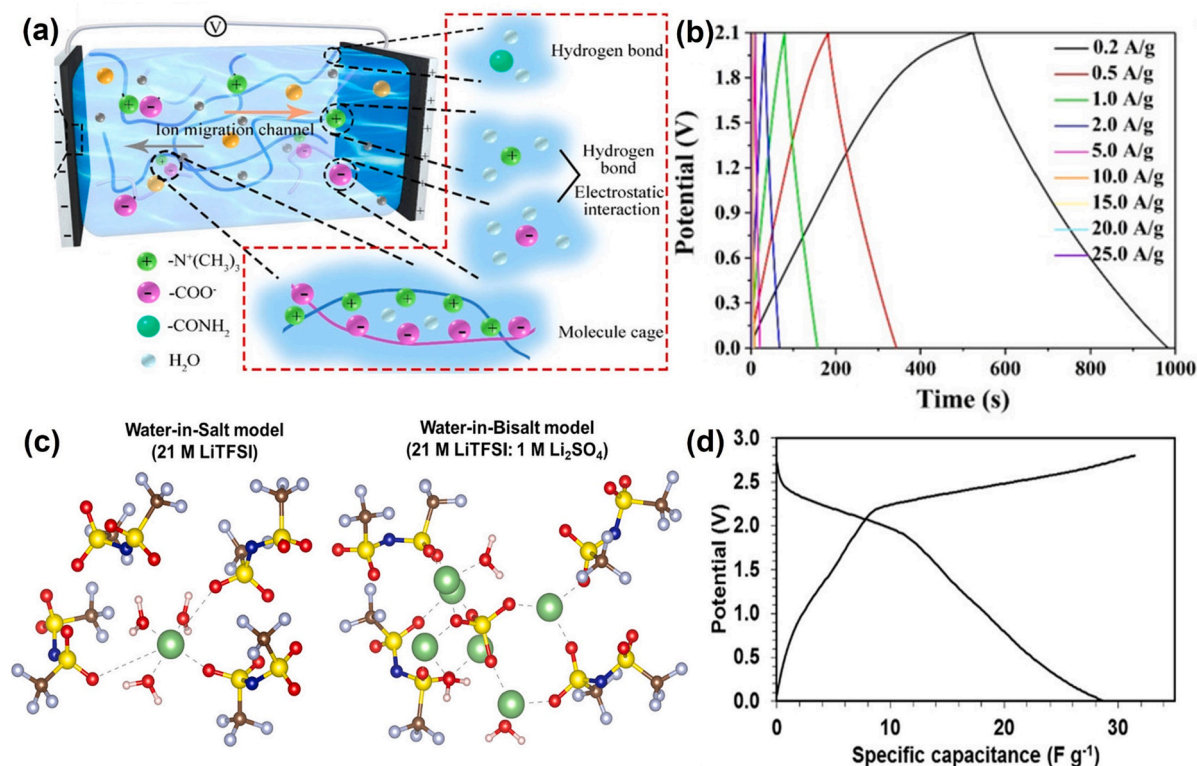 (a)
V
Ion migration channel
-N⁺(CH₃)₃
-COO⁻
-CONH₂
H₂O
Hydrogen bond
Hydrogen
bond
Electrostatic
interaction
Molecule cage
(b)
Potential (V)
2.1
1.8
1.5
1.2
0.9
0.6
0.3
0.0
0 200 400 600 800 1000
Time (s)
0.2 A/g
0.5 A/g
1.0 A/g
2.0 A/g
5.0 A/g
10.0 A/g
15.0 A/g
20.0 A/g
25.0 A/g
(c)
Water-in-Salt model
(21 M LiTFSI)
Water-in-Bisalt model
(21 M LiTFSI: 1 M Li₂SO₄)
(d)
Potential (V)
3.0
2.5
2.0
1.5
1.0
0.5
0.0
0 10 20 30
Specific capacitance (F g⁻¹)